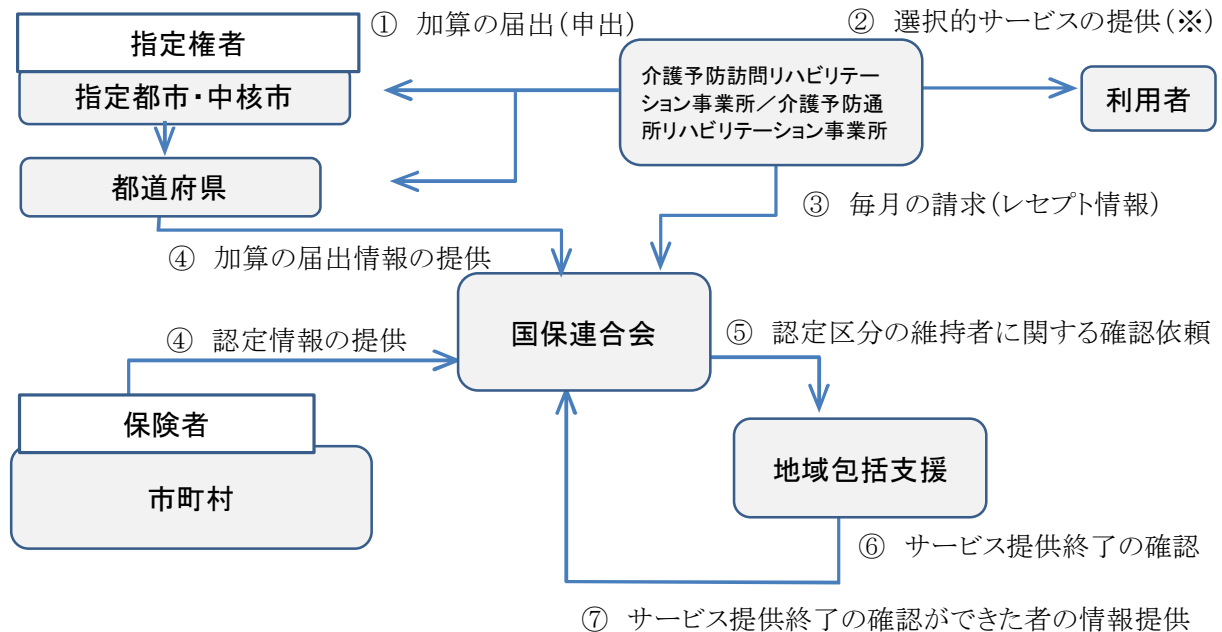 ① 加算の届出(申出)
② 選択的サービスの提供(※)
指定権者
指定都市・中核市
介護予防訪問リハビリテー
ション事業所/介護予防通
所リハビリテーション事業所
利用者
都道府県
③ 毎月の請求(レセプト情報)
④ 加算の届出情報の提供
国保連合会
④ 認定情報の提供
⑤ 認定区分の維持者に関する確認依頼
保険者
市町村
地域包括支援
⑥ サービス提供終了の確認
⑦ サービス提供終了の確認ができた者の情報提供